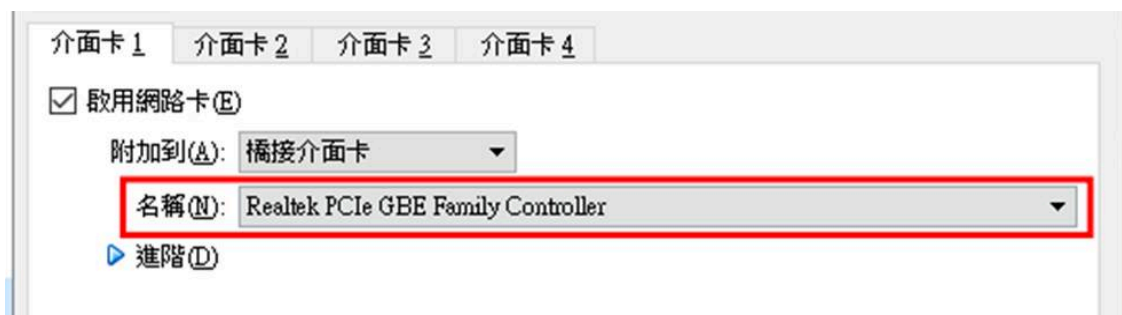 介面卡 1 介面卡 2 介面卡 3 介面卡 4
啟用網路卡(E)
附加到(A): 橋接介面卡
名稱(N): Realtek PCIe GBE Family Controller
進階(D)